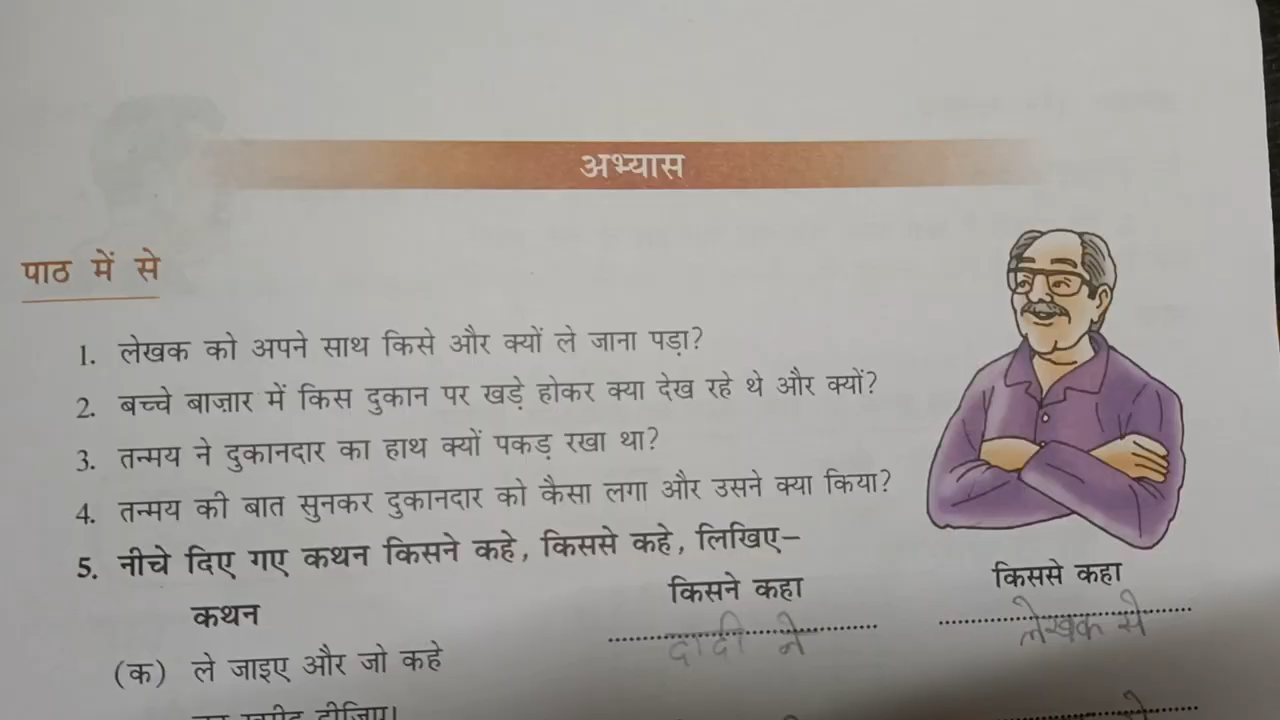 अभ्यास
पाठ में से
1. लेखक को अपने साथ किसे और क्यों ले जाना पड़ा?
2. बच्चे बाज़ार में किस दुकान पर खड़े होकर क्या देख रहे थे और क्यों?
3. तन्मय ने दुकानदार का हाथ क्यों पकड़ रखा था?
4. तन्मय की बात सुनकर दुकानदार को कैसा लगा और उसने क्या किया?
5. नीचे दिए गए कथन किसने कहे, किससे कहे, लिखिए–
कथन किसने कहा किससे कहा
(क) ले जाइए और जो कहे दादी ने लेखक से
दीजिए।